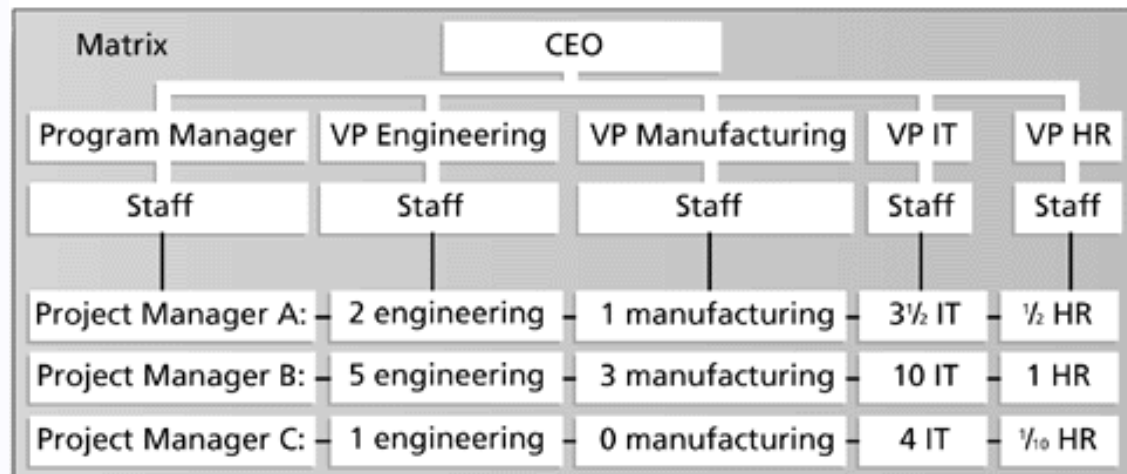 Matrix
CEO
Program Manager VP Engineering VP Manufacturing VP IT VP HR
Staff Staff Staff Staff Staff
Project Manager A: 2 engineering 1 manufacturing 3½ IT ½ HR
Project Manager B: 5 engineering 3 manufacturing 10 IT 1 HR
Project Manager C: 1 engineering 0 manufacturing 4 IT ⅒ HR